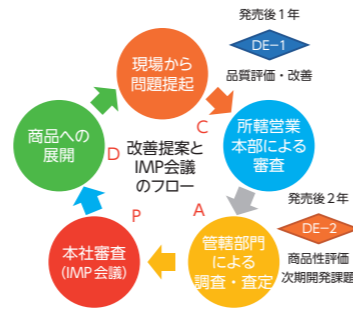 発売後1年
DE-1
品質評価・改善
現場から
問題提起
C
所轄営業
本部による
審査
発売後2年
DE-2
商品性評価
次期開発課題
A
管轄部門
による
調査・査定
P
本社審査
(IMP会議)
D
商品への
展開
改善提案と
IMP会議
のフロー